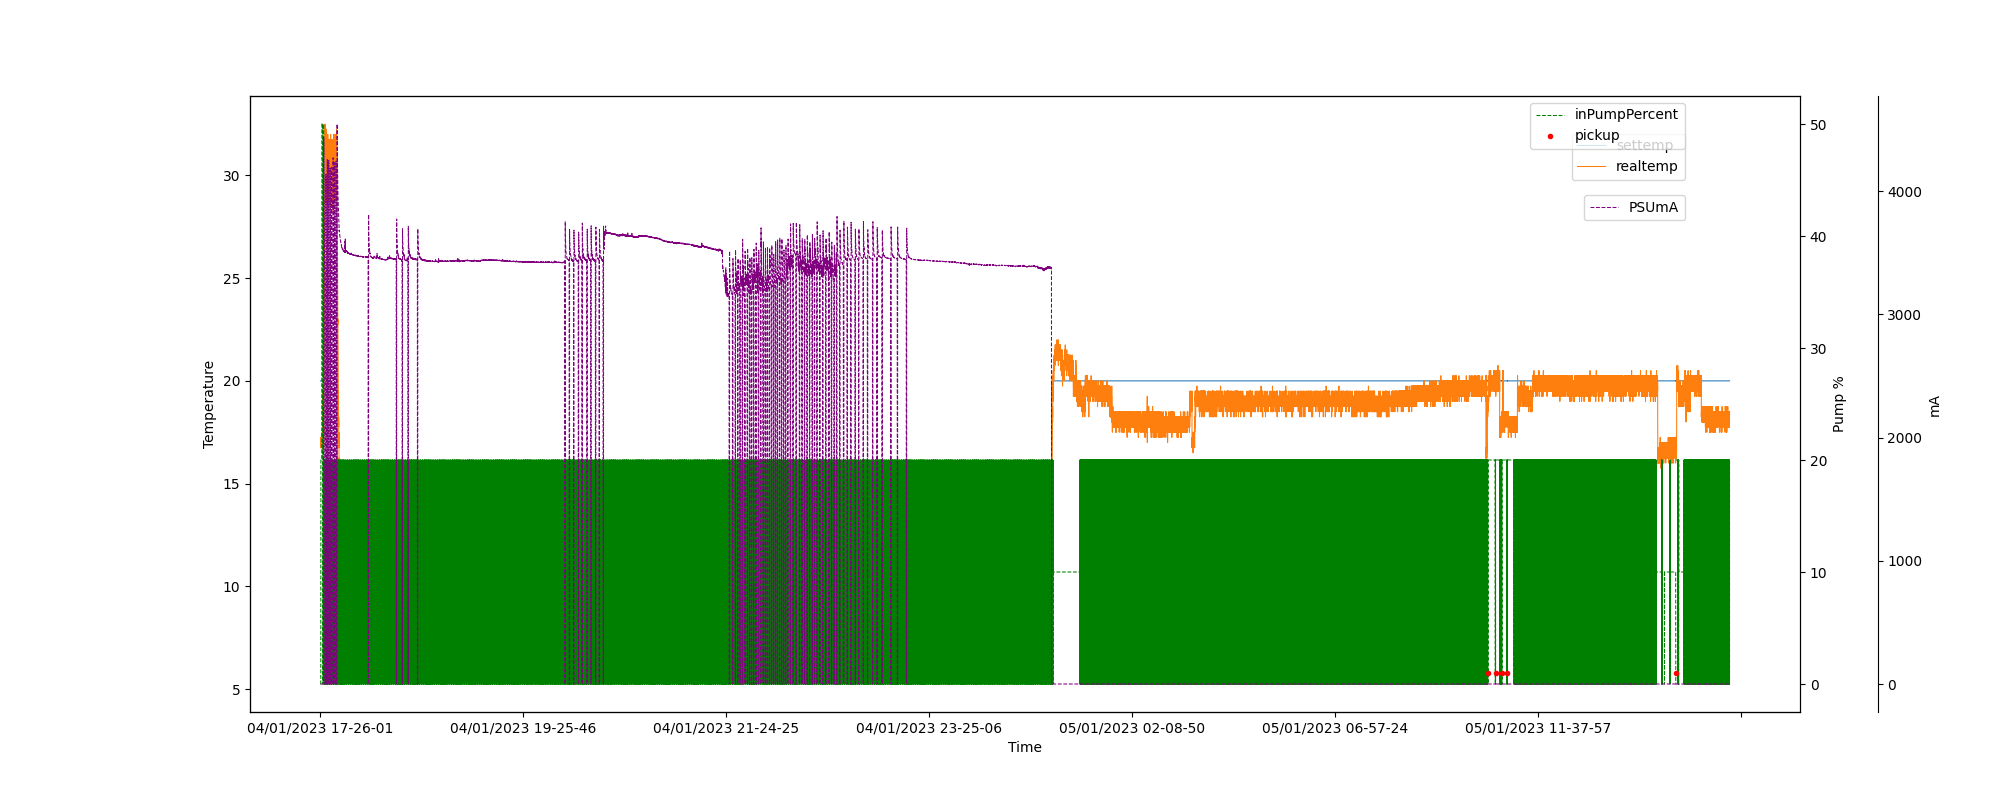 inPumpPercent
pickup
settemp
realtemp
PSUmA
30
25
20
15
10
5
Temperature
50
40
30
20
10
0
Pump %
4000
3000
2000
1000
0
mA
04/01/2023 17-26-01
04/01/2023 19-25-46
04/01/2023 21-24-25
04/01/2023 23-25-06
05/01/2023 02-08-50
05/01/2023 06-57-24
05/01/2023 11-37-57
Time